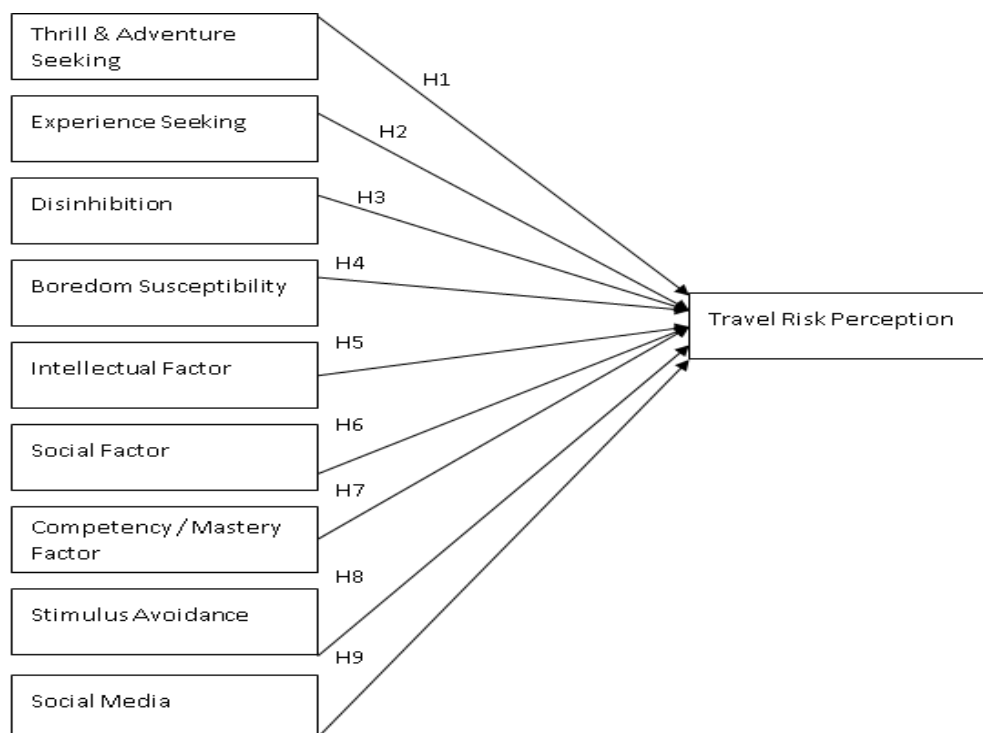 Thrill & Adventure
Seeking
H1
Experience Seeking
H2
Disinhibition
H3
H4
Boredom Susceptibility
Travel Risk Perception
H5
Intellectual Factor
H6
Social Factor
H7
Competency / Mastery
Factor
H8
Stimulus Avoidance
H9
Social Media